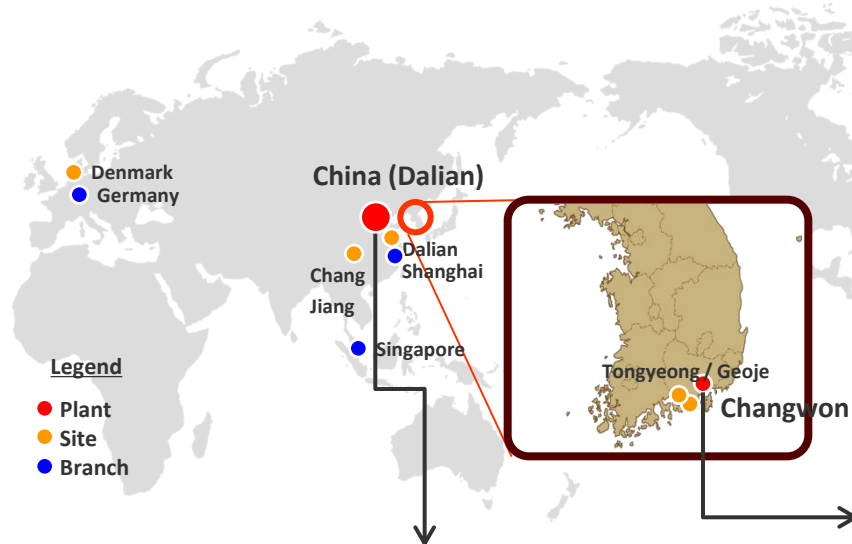 Denmark
Germany
China (Dalian)
Dalian
Shanghai
Chang
Jiang
Singapore
Tongyeong / Geoje
Changwon
Legend
Plant
Site
Branch